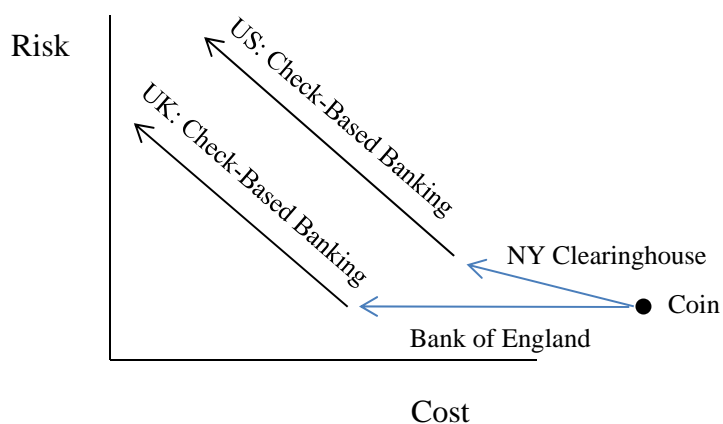 Risk
US: Check-Based Banking
UK: Check-Based Banking
NY Clearinghouse
Coin
Bank of England
Cost